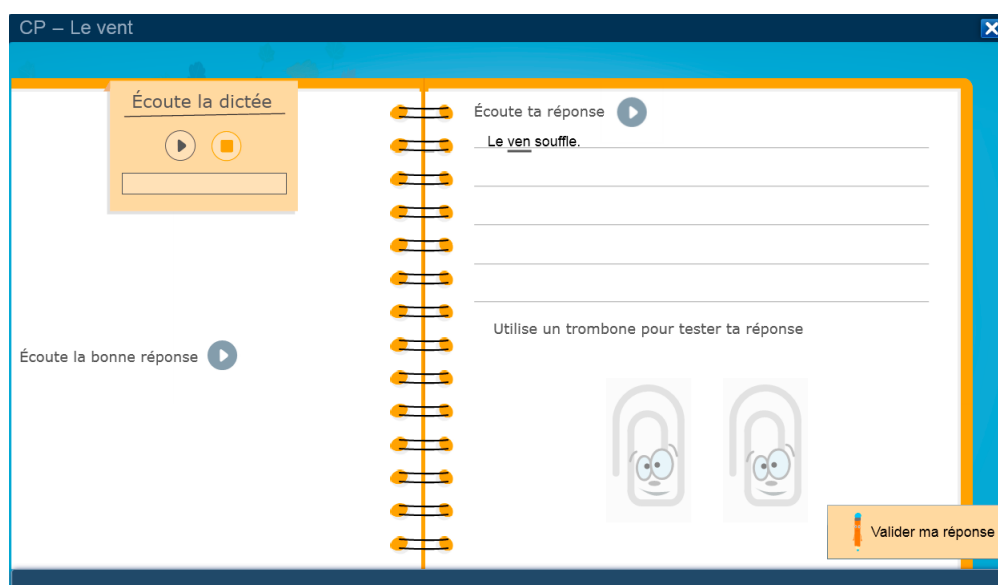 CP – Le vent
Écoute la dictée
Écoute la bonne réponse
Écoute ta réponse
Le ven souffle.
Utilise un trombone pour tester ta réponse
Valider ma réponse